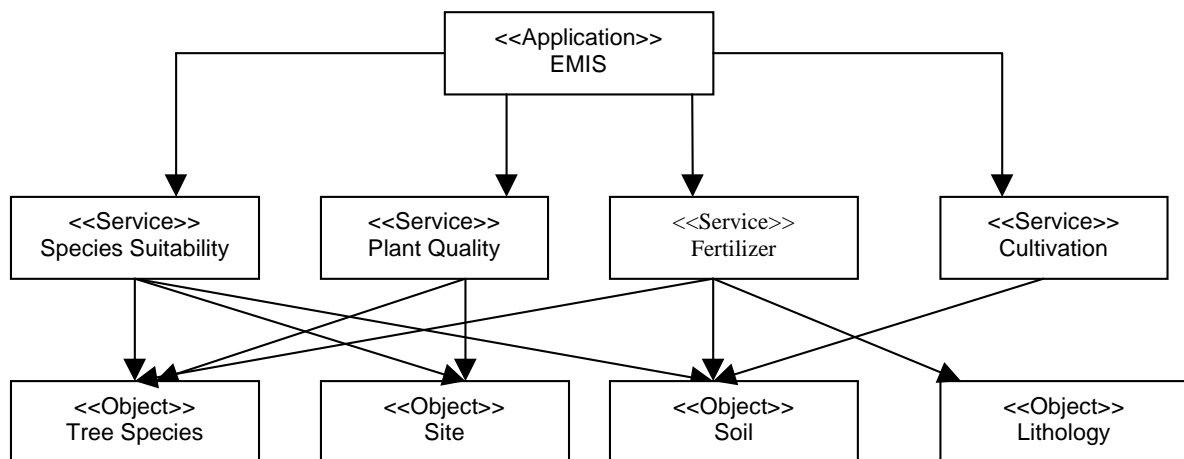 <<Application>>
EMIS
<<Service>>
Species Suitability
<<Service>>
Plant Quality
<<Service>>
Fertilizer
<<Service>>
Cultivation
<<Object>>
Tree Species
<<Object>>
Site
<<Object>>
Soil
<<Object>>
Lithology